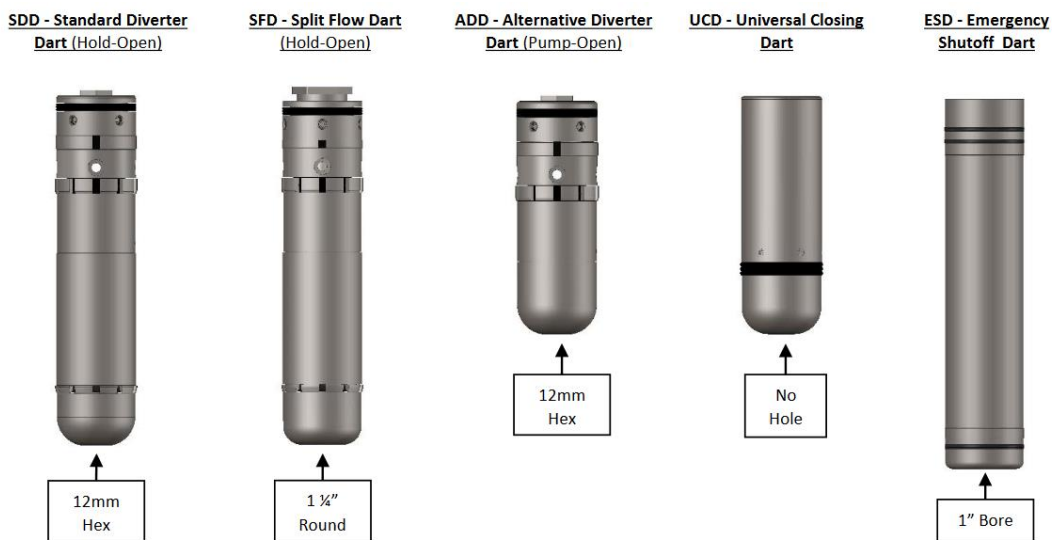 SDD - Standard Diverter
Dart (Hold-Open)
SFD - Split Flow Dart
(Hold-Open)
ADD - Alternative Diverter
Dart (Pump-Open)
UCD - Universal Closing
Dart
ESD - Emergency
Shutoff Dart
12mm
Hex
1 ¼”
Round
12mm
Hex
No
Hole
1” Bore